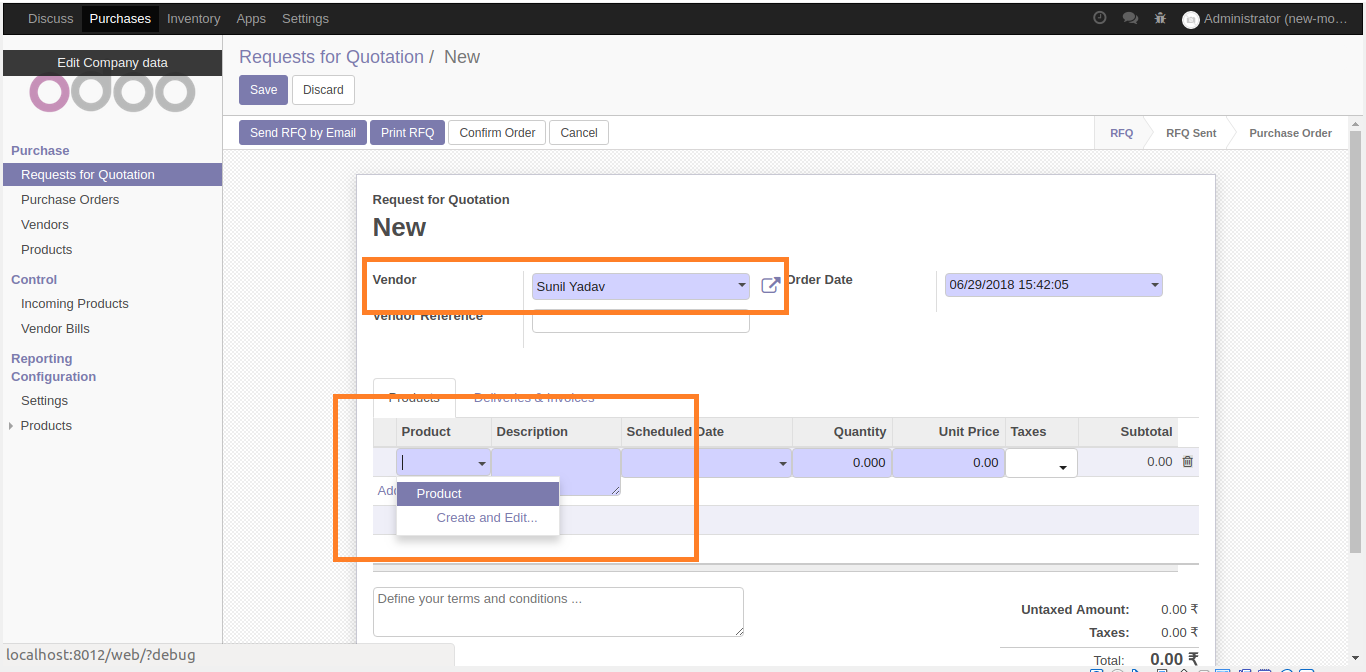 Discuss Purchases Inventory Apps Settings Administrator (new-mo...
Edit Company data
odoo
Requests for Quotation / New
Save Discard
Send RFQ by Email Print RFQ Confirm Order Cancel RFQ RFQ Sent Purchase Order
Purchase
Requests for Quotation
Purchase Orders
Vendors
Products
Control
Incoming Products
Vendor Bills
Reporting
Configuration
Settings
Products
Request for Quotation
New
Vendor Sunil Yadav Order Date 06/29/2018 15:42:05
Vendor Reference
Products Deliveries & Invoices
Product Description Scheduled Date Quantity Unit Price Taxes Subtotal
0.000 0.00 0.00
Add
Product
Create and Edit...
Define your terms and conditions ...
Untaxed Amount: 0.00 ₹
Taxes: 0.00 ₹
Total: 0.00 ₹
localhost:8012/web/?debug